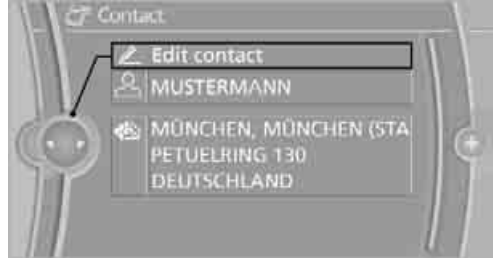 Contact
Edit contact
MUSTERMANN
MÜNCHEN, MÜNCHEN (STA
PETUELRING 130
DEUTSCHLAND